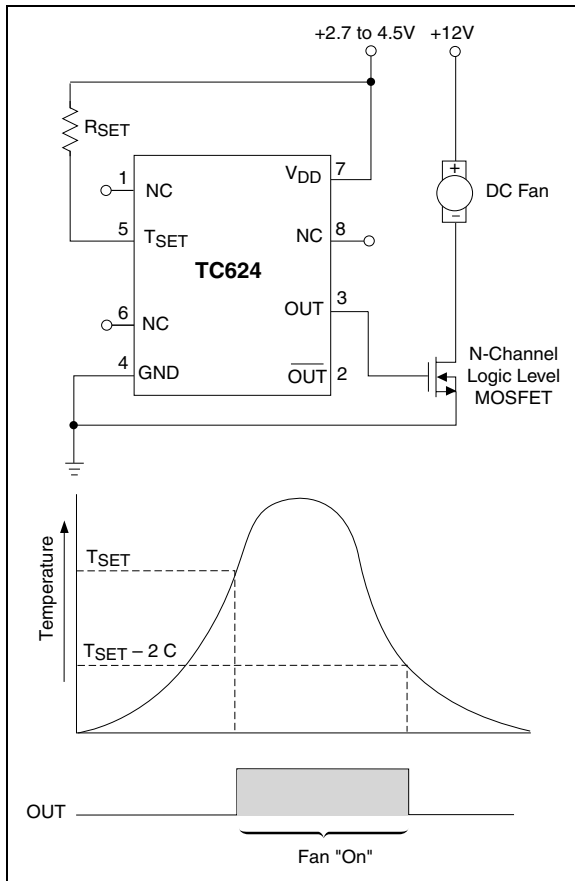 +2.7 to 4.5V +12V
RSET
1 NC
VDD 7
DC Fan
5 TSET
NC 8
TC624
6 NC
OUT 3
4 GND
OUT 2
N-Channel
Logic Level
MOSFET
+
–
Temperature
TSET
TSET – 2 C
OUT
Fan "On"